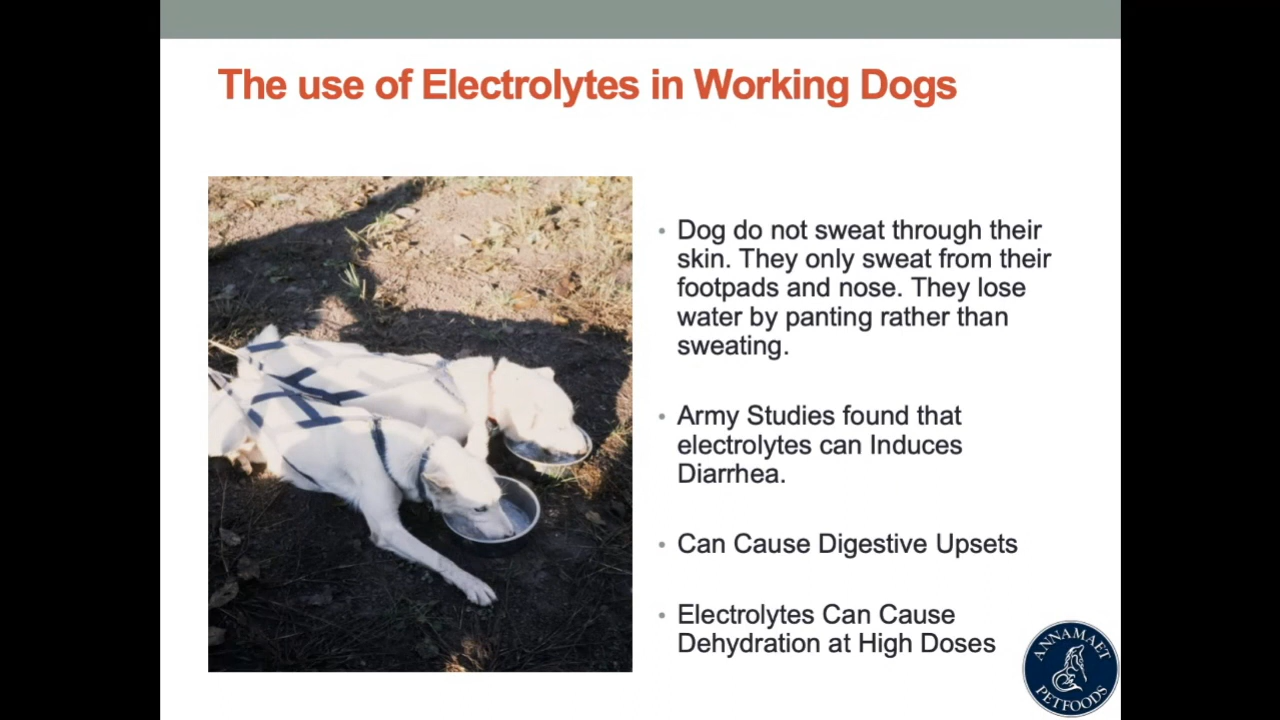 The use of Electrolytes in Working Dogs
• Dog do not sweat through their
skin. They only sweat from their
footpads and nose. They lose
water by panting rather than
sweating.
• Army Studies found that
electrolytes can Induces
Diarrhea.
• Can Cause Digestive Upsets
• Electrolytes Can Cause
Dehydration at High Doses
ANNAMAET
PETFOODS